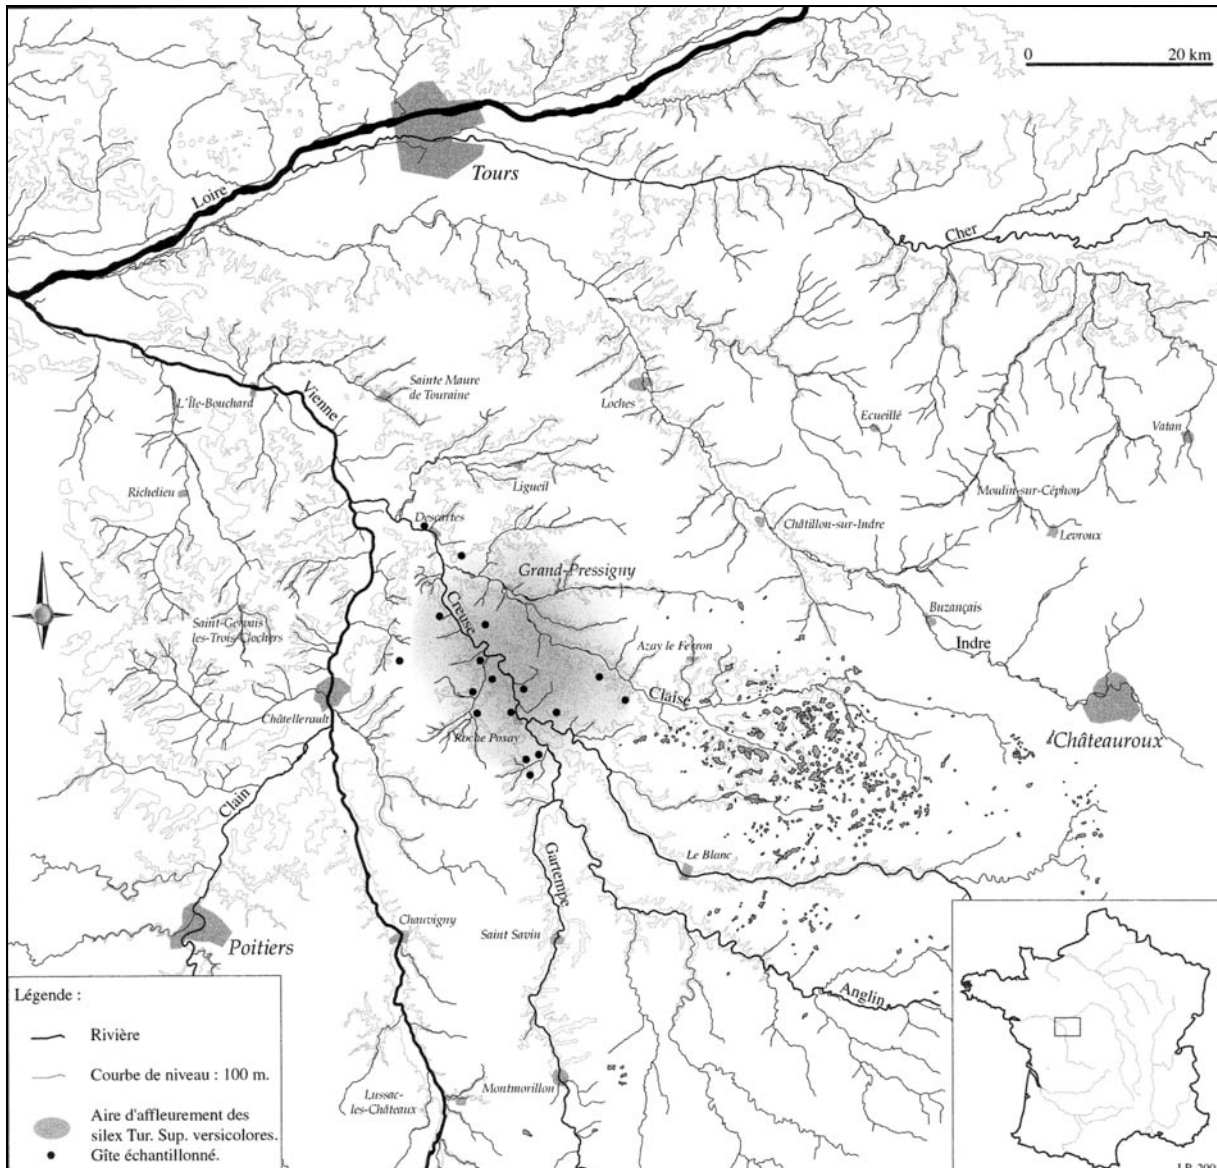 0 20 km
Tours
Loire
Cher
Vienne
L'Île-Bouchard
Sainte Maure
de Touraine
Loches
Ecueillé
Vatan
Richelieu
Ligueil
Moulin-sur-Céphon
Levroux
Descartes
Châtillon-sur-Indre
Grand-Pressigny
Creuse
Saint-Gervais
les-Trois-Clochers
Buzançais
Indre
Azay le Ferron
Claise
Châtellerault
Roche Posay
Châteauroux
Clain
Le Blanc
Gartempe
Chauvigny
Saint Savin
Poitiers
Anglin
Légende :
Rivière
Courbe de niveau : 100 m.
Aire d'affleurement des
silex Tur. Sup. versicolores.
Gîte échantillonné.
Lussac-
les-Châteaux
Montmorillon